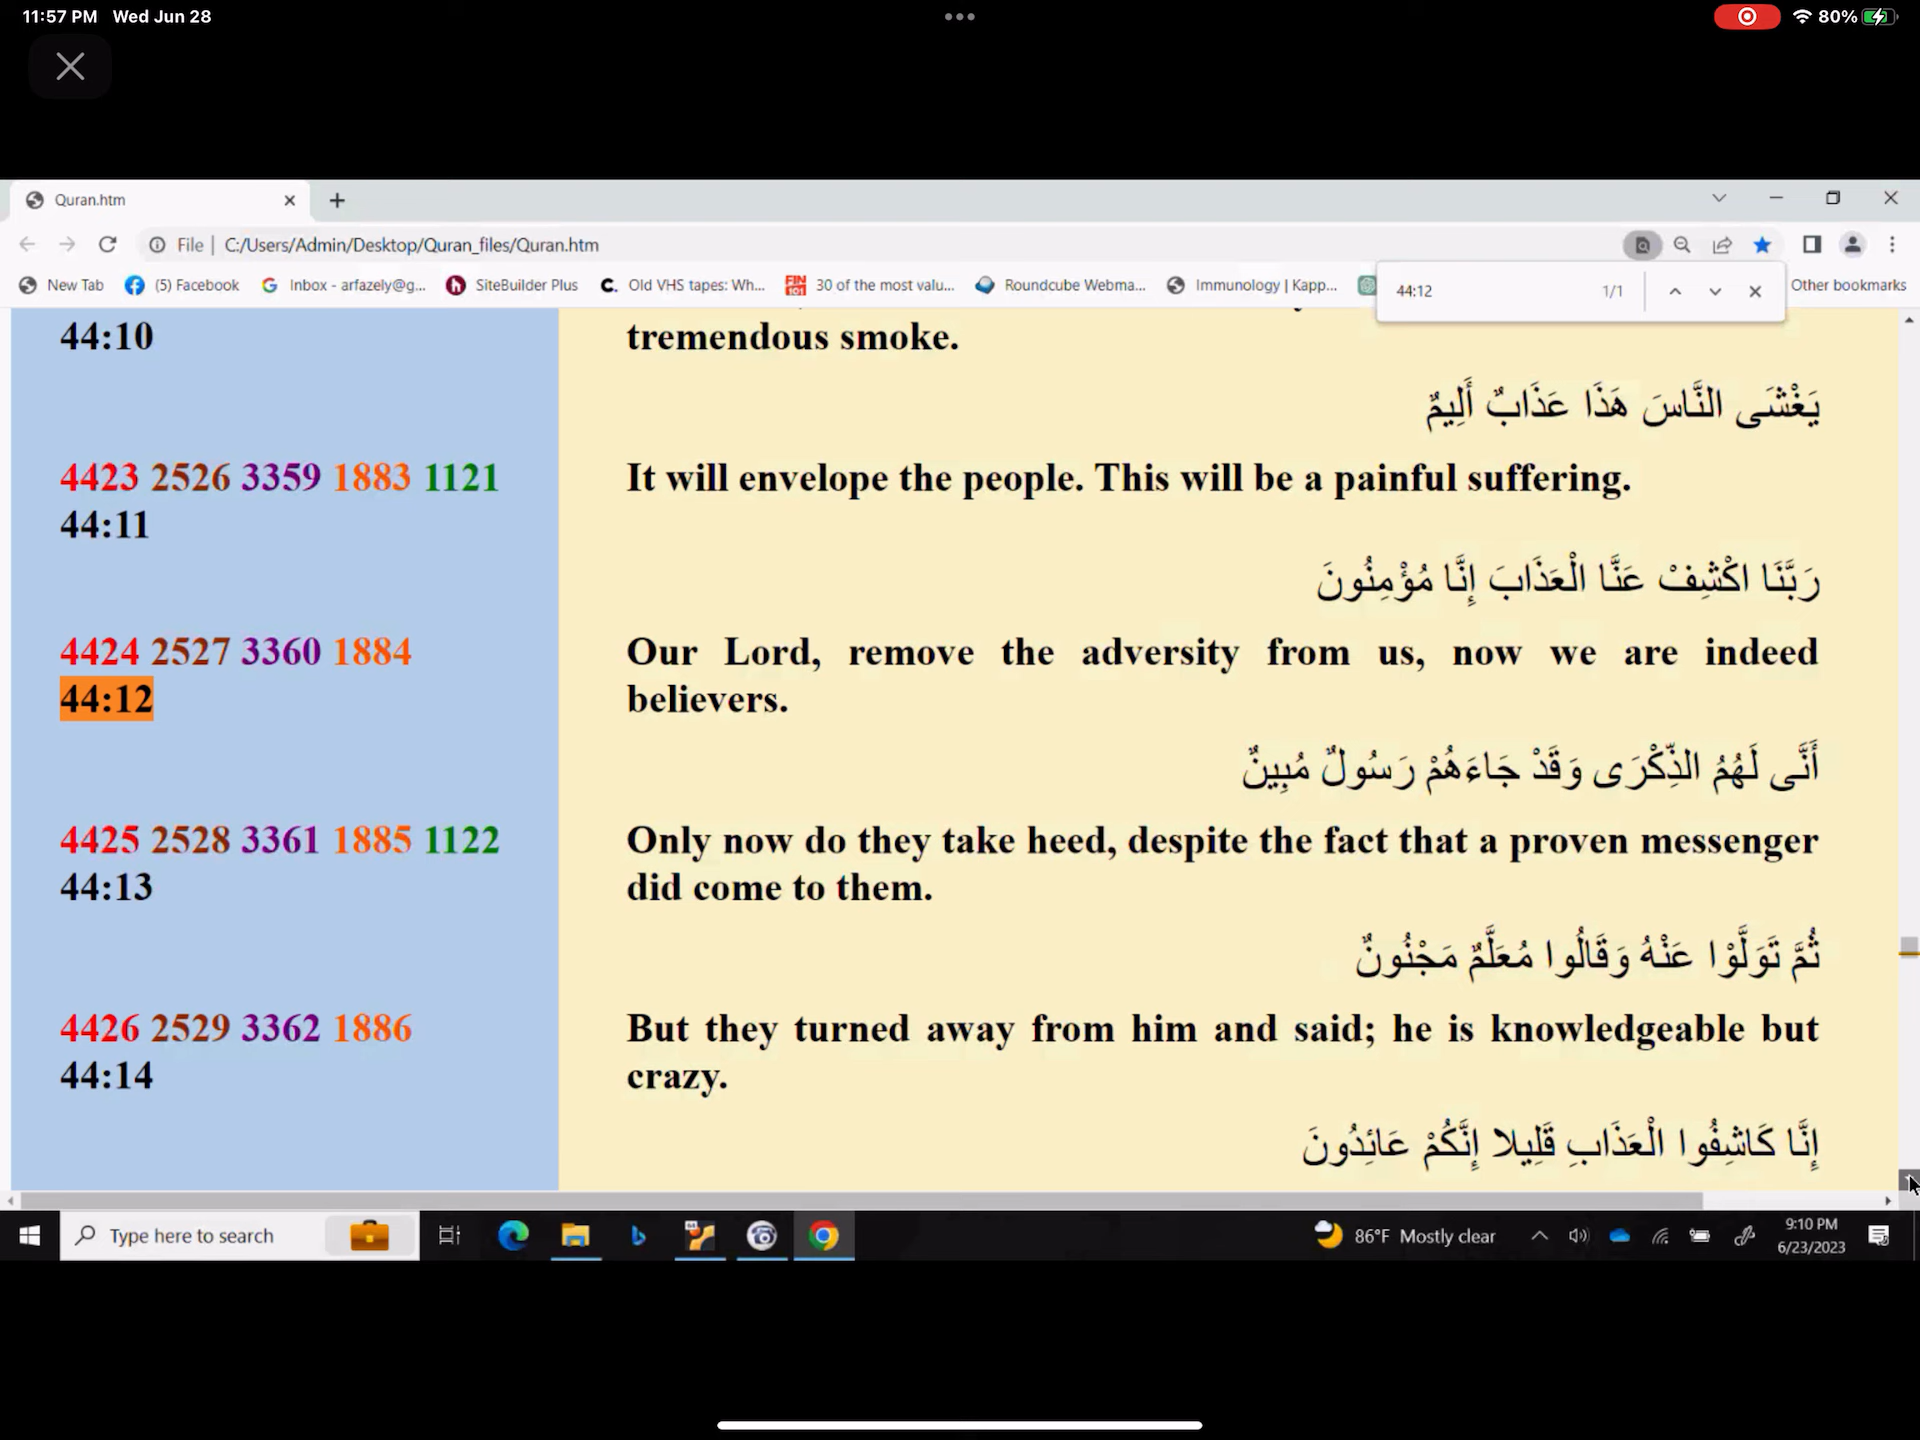 11:57 PM Wed Jun 28
80%
Quran.htm
File | C:/Users/Admin/Desktop/Quran_files/Quran.htm
New Tab (5) Facebook Inbox - arfazely@g... SiteBuilder Plus Old VHS tapes: Wh... 30 of the most valu... Roundcube Webma... Immunology | Kapp... Other bookmarks
44:12 1/1
44:10 tremendous smoke.
يَغْشَى النَّاسَ هَذَا عَذَابٌ أَلِيمٌ
4423 2526 3359 1883 1121 It will envelope the people. This will be a painful suffering.
44:11
رَبَّنَا اكْشِفْ عَنَّا الْعَذَابَ إِنَّا مُؤْمِنُونَ
4424 2527 3360 1884 Our Lord, remove the adversity from us, now we are indeed
44:12 believers.
أَنَّى لَهُمُ الذِّكْرَى وَقَدْ جَاءَهُمْ رَسُولٌ مُبِينٌ
4425 2528 3361 1885 1122 Only now do they take heed, despite the fact that a proven messenger
44:13 did come to them.
ثُمَّ تَوَلَّوْا عَنْهُ وَقَالُوا مُعَلَّمٌ مَجْنُونٌ
4426 2529 3362 1886 But they turned away from him and said; he is knowledgeable but
44:14 crazy.
إِنَّا كَاشِفُوا الْعَذَابِ قَلِيلا إِنَّكُمْ عَائِدُونَ
Type here to search 86°F Mostly clear 9:10 PM
6/23/2023